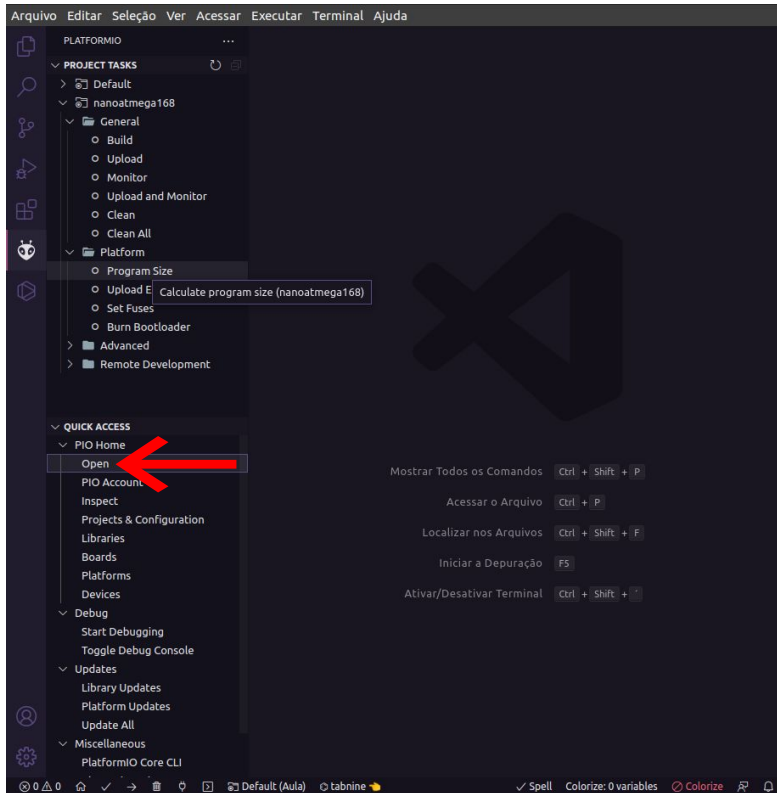 Arquivo Editar Seleção Ver Acessar Executar Terminal Ajuda
PLATFORMIO ...
PROJECT TASKS
Default
nanoatmega168
General
Build
Upload
Monitor
Upload and Monitor
Clean
Clean All
Platform
Program Size
Upload E
Calculate program size (nanoatmega168)
Set Fuses
Burn Bootloader
Advanced
Remote Development
QUICK ACCESS
PIO Home
Open
PIO Account
Inspect
Projects & Configuration
Libraries
Boards
Platforms
Devices
Debug
Start Debugging
Toggle Debug Console
Updates
Library Updates
Platform Updates
Update All
Miscellaneous
PlatformIO Core CLI
Mostrar Todos os Comandos Ctrl + Shift + P
Acessar o Arquivo Ctrl + P
Localizar nos Arquivos Ctrl + Shift + F
Iniciar a Depuração F5
Ativar/Desativar Terminal Ctrl + Shift + `
0 0 Default (Aula) tabnine Spell Colorize: 0 variables Colorize